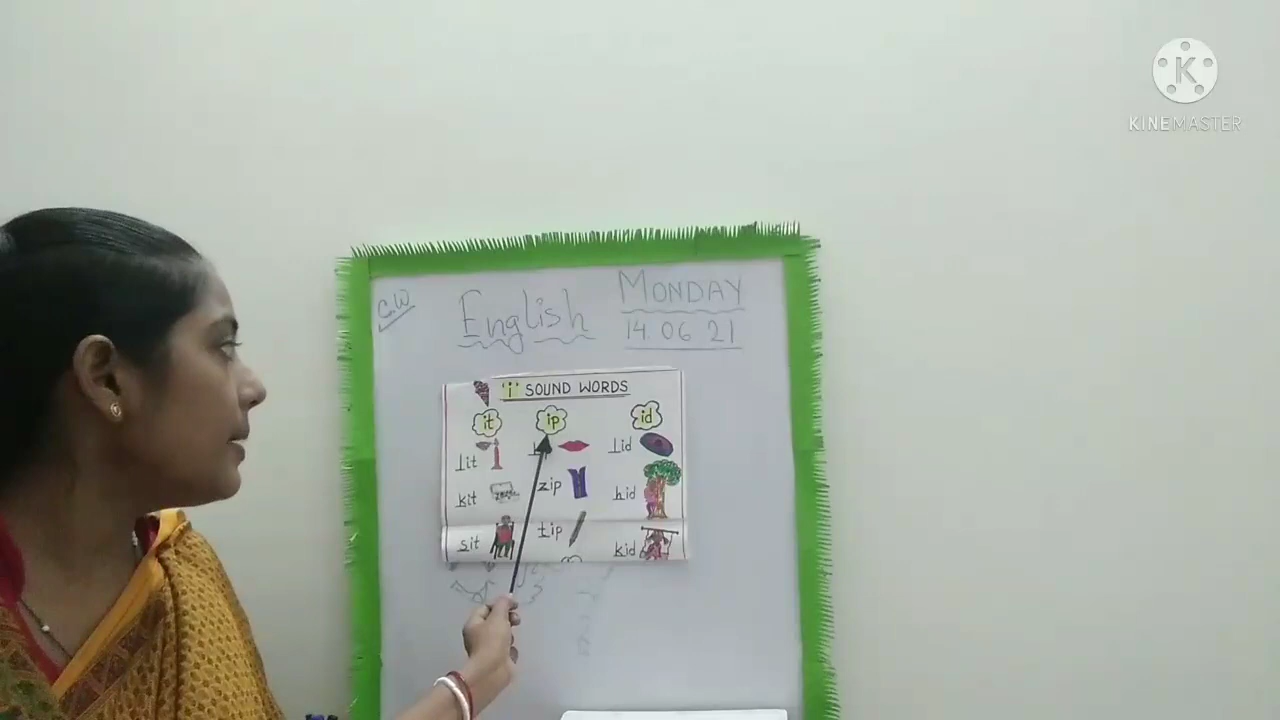 K
KINEMASTER
C.W
English
MONDAY
14.06 21
'i' SOUND WORDS
it ip id
lit lid
kit zip hid
sit tip kid